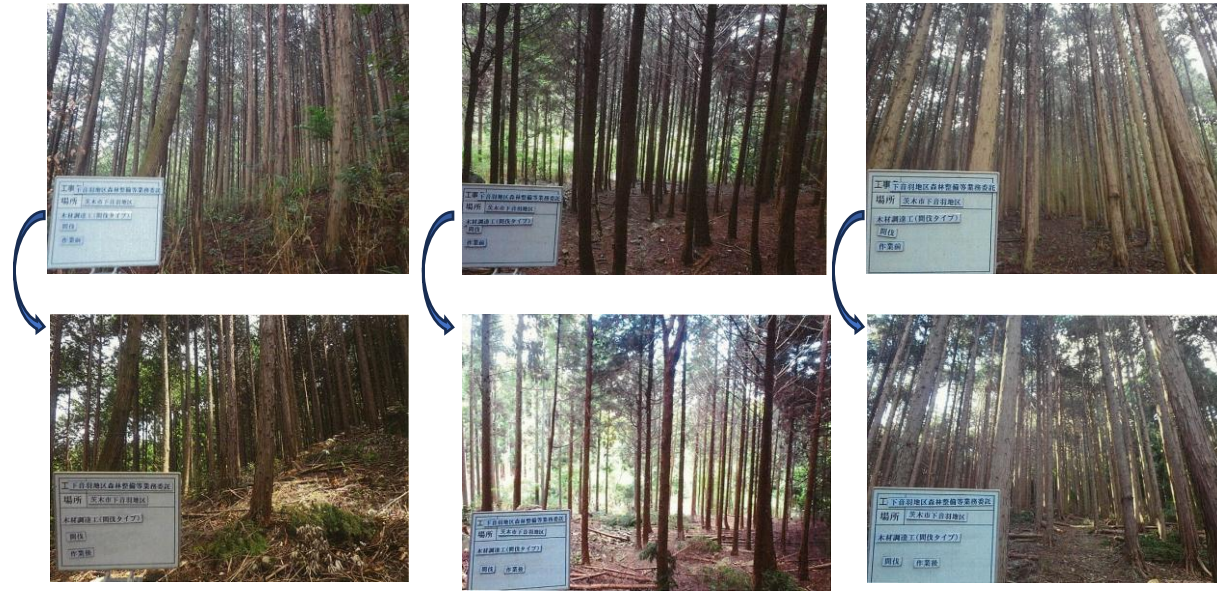 工事 下音羽地区森林整備等業務委託
場所 茨木市下音羽地区
木材調達工(間伐タイプ)
間伐
作業前
工事 下音羽地区森林整備等業務委託
場所 茨木市下音羽地区
木材調達工(間伐タイプ)
間伐
作業前
工事 下音羽地区森林整備等業務委託
場所 茨木市下音羽地区
木材調達工(間伐タイプ)
間伐
作業前
工 下音羽地区森林整備等業務委託
場所 茨木市下音羽地区
木材調達工(間伐タイプ)
間伐
作業後
工 下音羽地区森林整備等業務委託
場所 茨木市下音羽地区
木材調達工(間伐タイプ)
間伐 作業後
工 下音羽地区森林整備等業務委託
場所 茨木市下音羽地区
木材調達工(間伐タイプ)
間伐 作業後